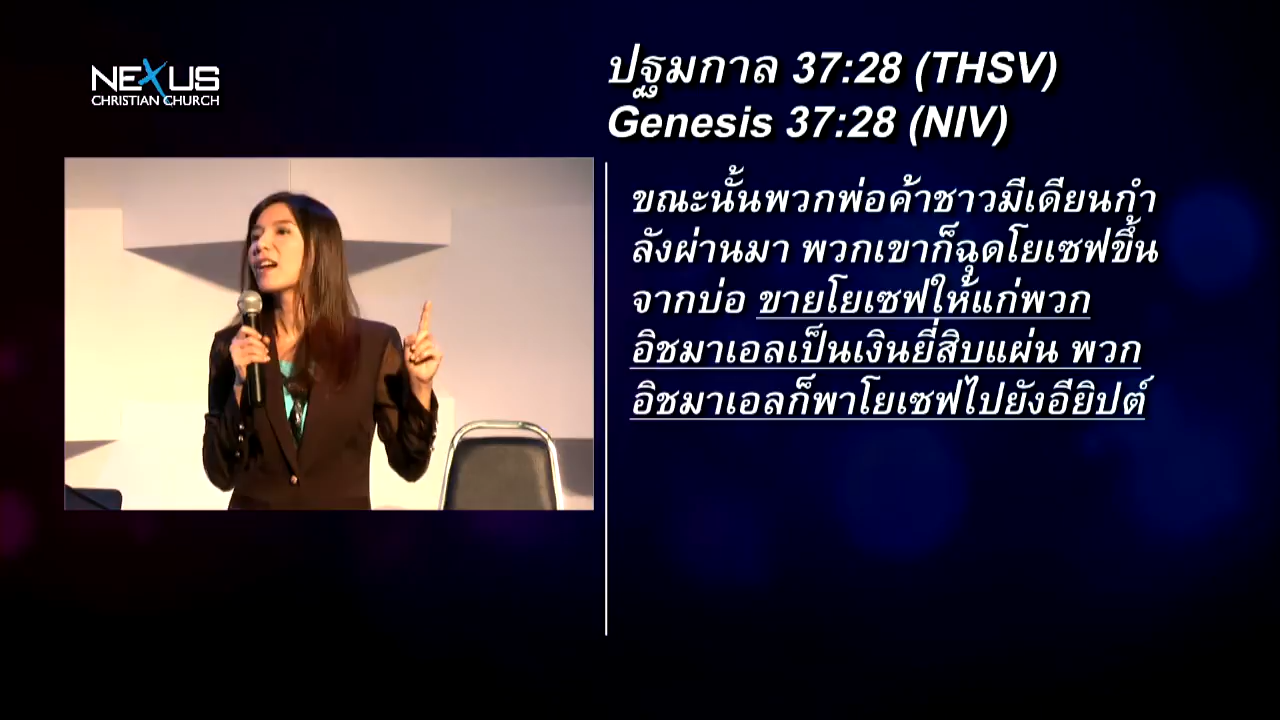 NEXUS
CHRISTIAN CHURCH
ปฐมกาล 37:28 (THSV)
Genesis 37:28 (NIV)
ขณะนั้นพวกพ่อค้าชาวมีเดียนกำ
ลังผ่านมา พวกเขาก็ฉุดโยเซฟขึ้น
จากบ่อ ขายโยเซฟให้แก่พวก
อิชมาเอลเป็นเงินยี่สิบแผ่น พวก
อิชมาเอลก็พาโยเซฟไปยังอียิปต์